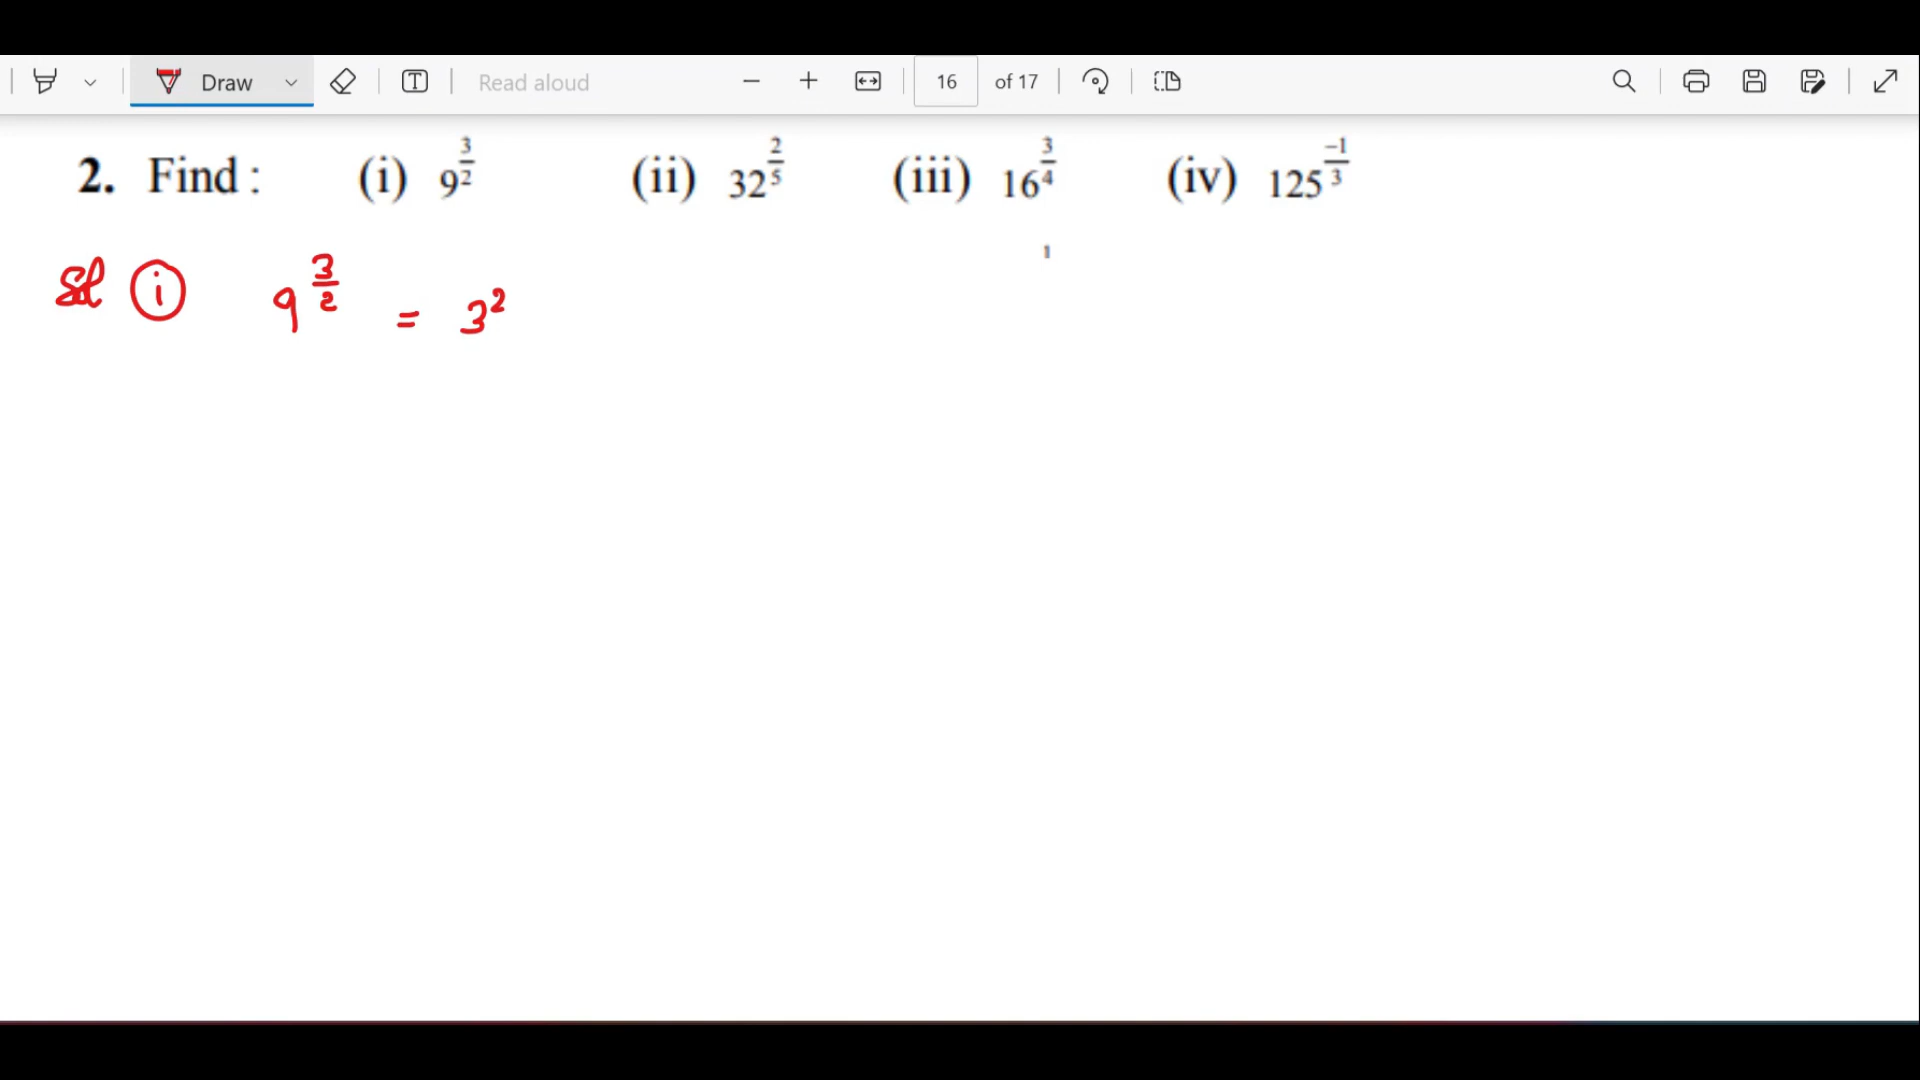 Draw Read aloud 16 of 17
2. Find : (i) 9^{3/2} (ii) 32^{2/5} (iii) 16^{3/4} (iv) 125^{-1/3}
1
Sol (i) 9^{3/2} = 3^2